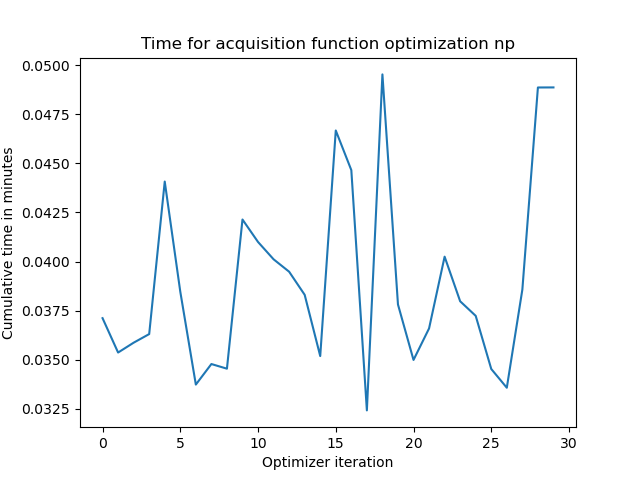 Time for acquisition function optimization np
0.0500
0.0475
0.0450
0.0425
0.0400
0.0375
0.0350
0.0325
Cumulative time in minutes
0 5 10 15 20 25 30
Optimizer iteration